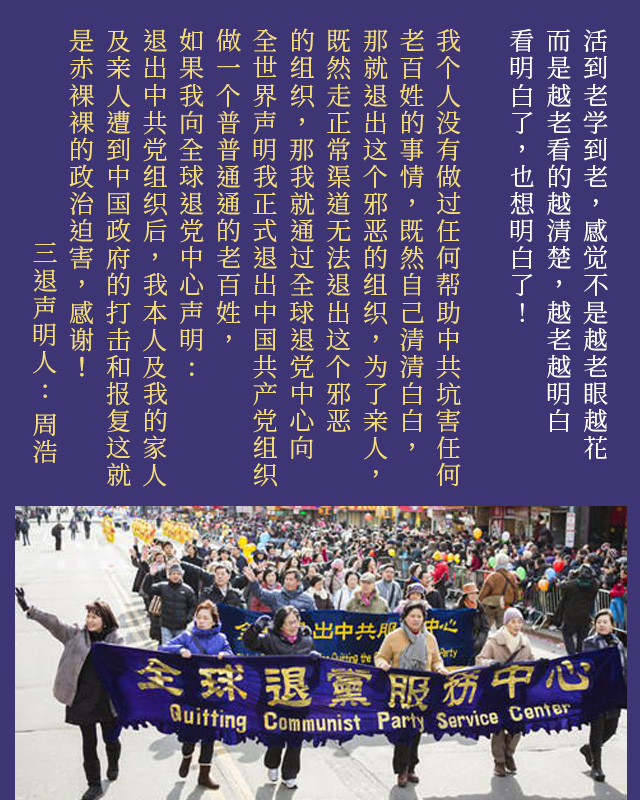 活到老学到老，感觉不是越老眼越花
而是越老看的越清楚，越老越明白
看明白了，也想明白了！
我个人没有做过任何帮助中共坑害任何
老百姓的事情，既然自己清清白白，
那就退出这个邪恶的组织，为了亲人，
既然走正常渠道无法退出这个邪恶
的组织，那我就通过全球退党中心向
全世界声明我正式退出中国共产党组织
做一个普普通通的老百姓，
如果我向全球退党中心声明：
退出中共党组织后，我本人及我的家人
及亲人遭到中国政府的打击和报复这就
是赤裸裸的政治迫害，感谢！
三退声明人：周浩
出中共服
中心
Quitting the
Party
全球退黨服務中心
Quitting Communist Party Service Center